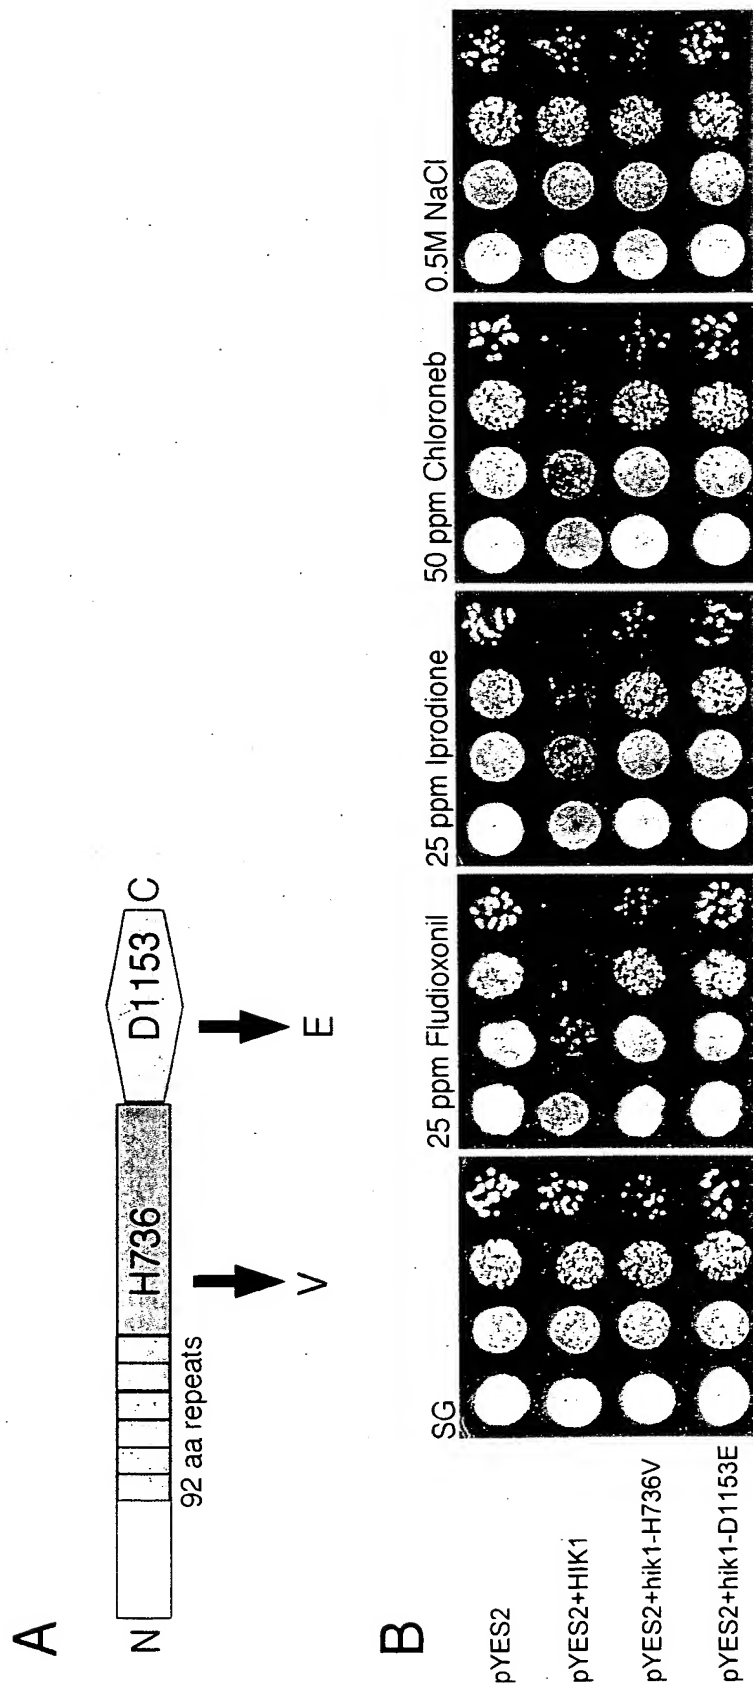 A
N
92 aa repeats
H736
D1153
C
V
E
B
SG
25 ppm Fludioxonil
25 ppm Iprodione
50 ppm Chloroneb
0.5M NaCl
pYES2
pYES2+HIK1
pYES2+hik1-H736V
pYES2+hik1-D1153E